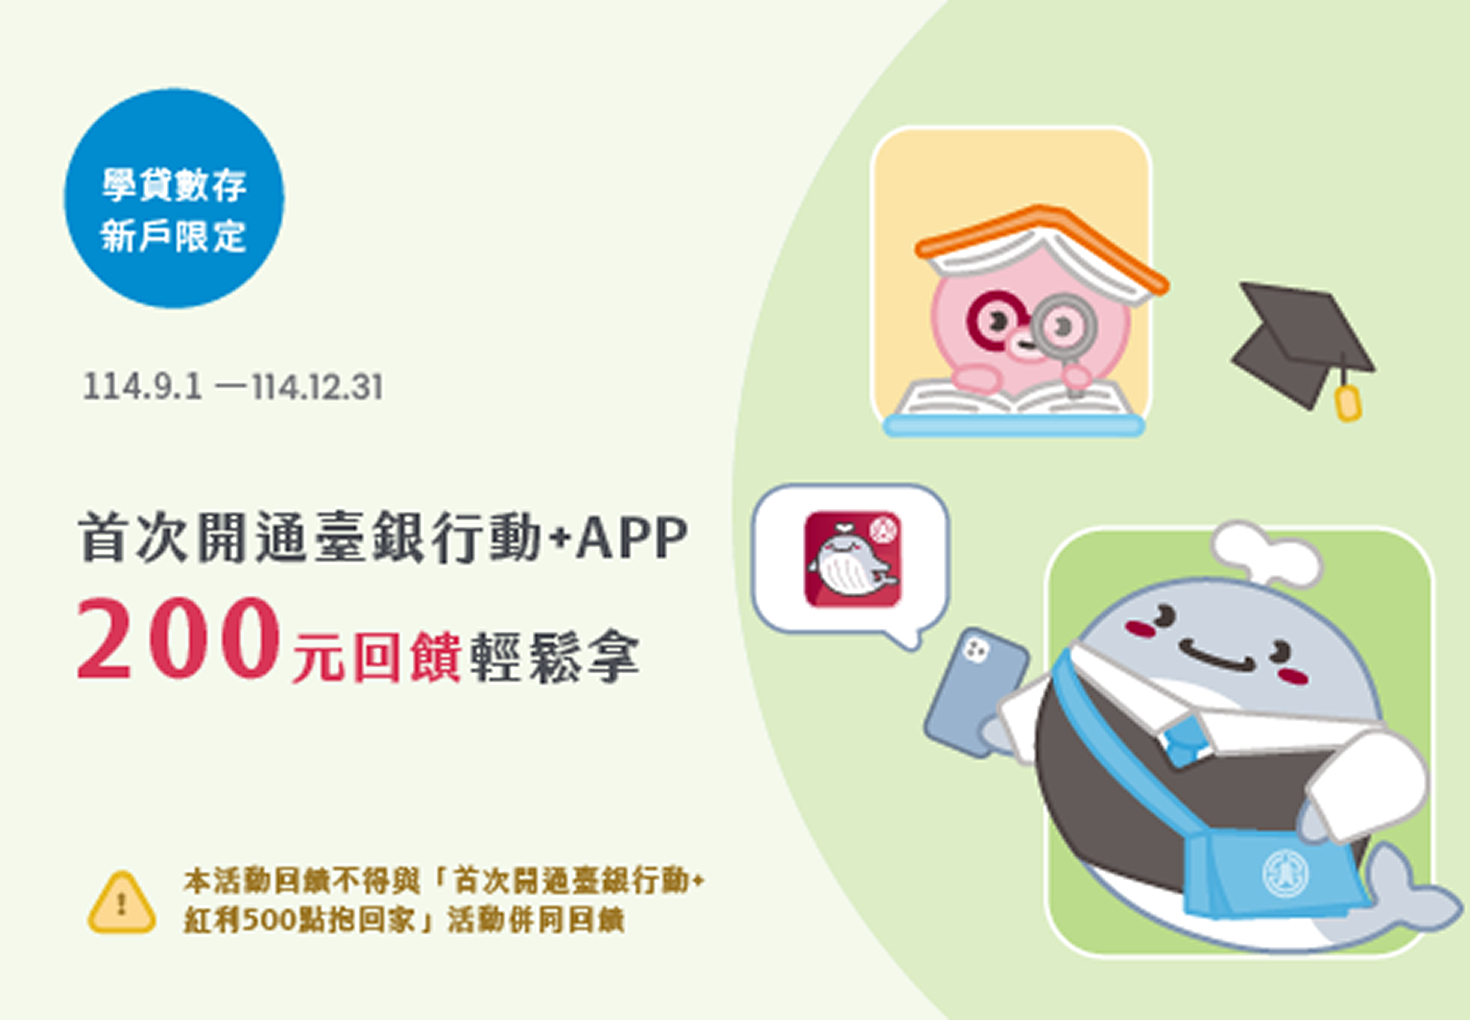 學貸數存
新戶限定
114.9.1 —114.12.31
首次開通臺銀行動+APP
200元回饋輕鬆拿
本活動回饋不得與「首次開通臺銀行動+
紅利500點抱回家」活動併同回饋